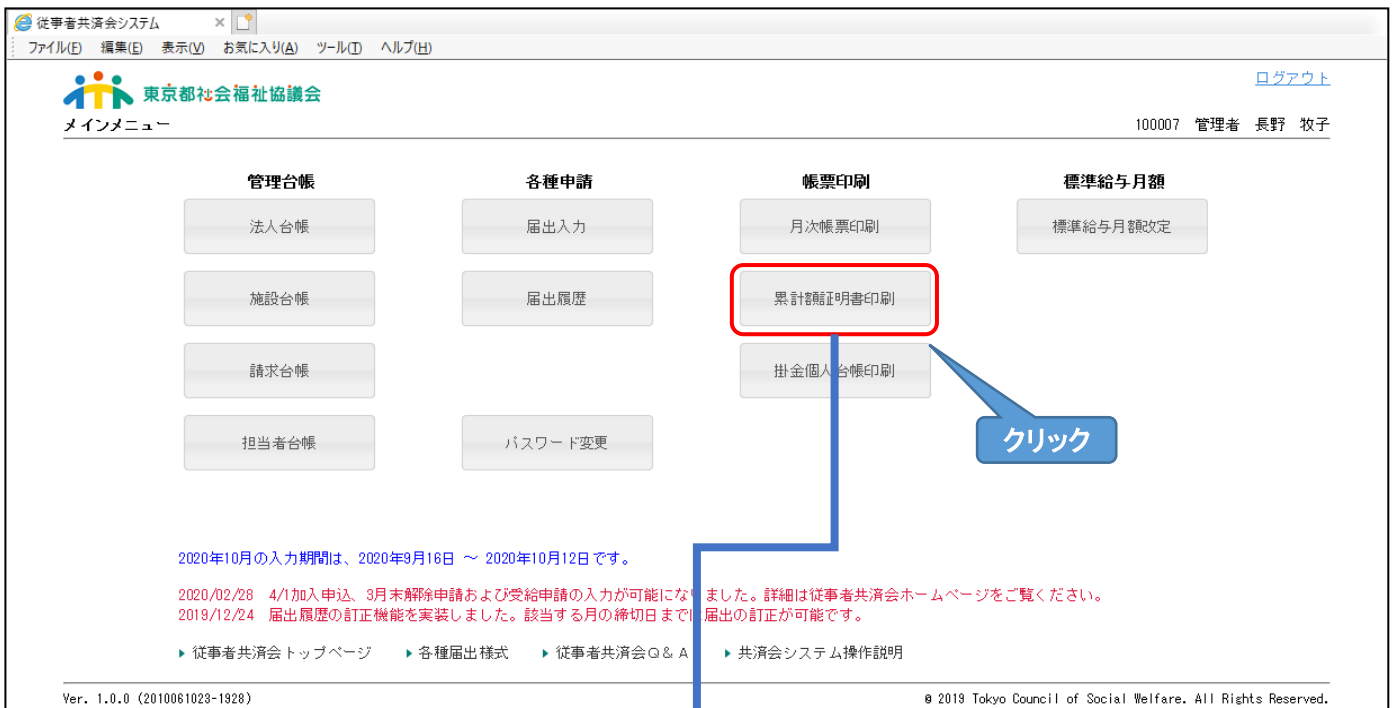 従事者共済会システム
ファイル(F) 編集(E) 表示(V) お気に入り(A) ツール(T) ヘルプ(H)
東京都社会福祉協議会
ログアウト
メインメニュー
100007 管理者 長野 牧子
管理台帳 各種申請 帳票印刷 標準給与月額
法人台帳 届出入力 月次帳票印刷 標準給与月額改定
施設台帳 届出履歴 累計額証明書印刷
請求台帳 掛金個人台帳印刷
担当者台帳 パスワード変更
クリック
2020年10月の入力期間は、2020年9月16日 ～ 2020年10月12日です。
2020/02/28 4/1加入申込、3月末解除申請および受給申請の入力が可能になりました。詳細は従事者共済会ホームページをご覧ください。
2019/12/24 届出履歴の訂正機能を実装しました。該当する月の締切日まで 届出の訂正が可能です。
従事者共済会トップページ 各種届出様式 従事者共済会Q&A 共済会システム操作説明
Ver. 1.0.0 (2010061023-1928)
© 2019 Tokyo Council of Social Welfare. All Rights Reserved.